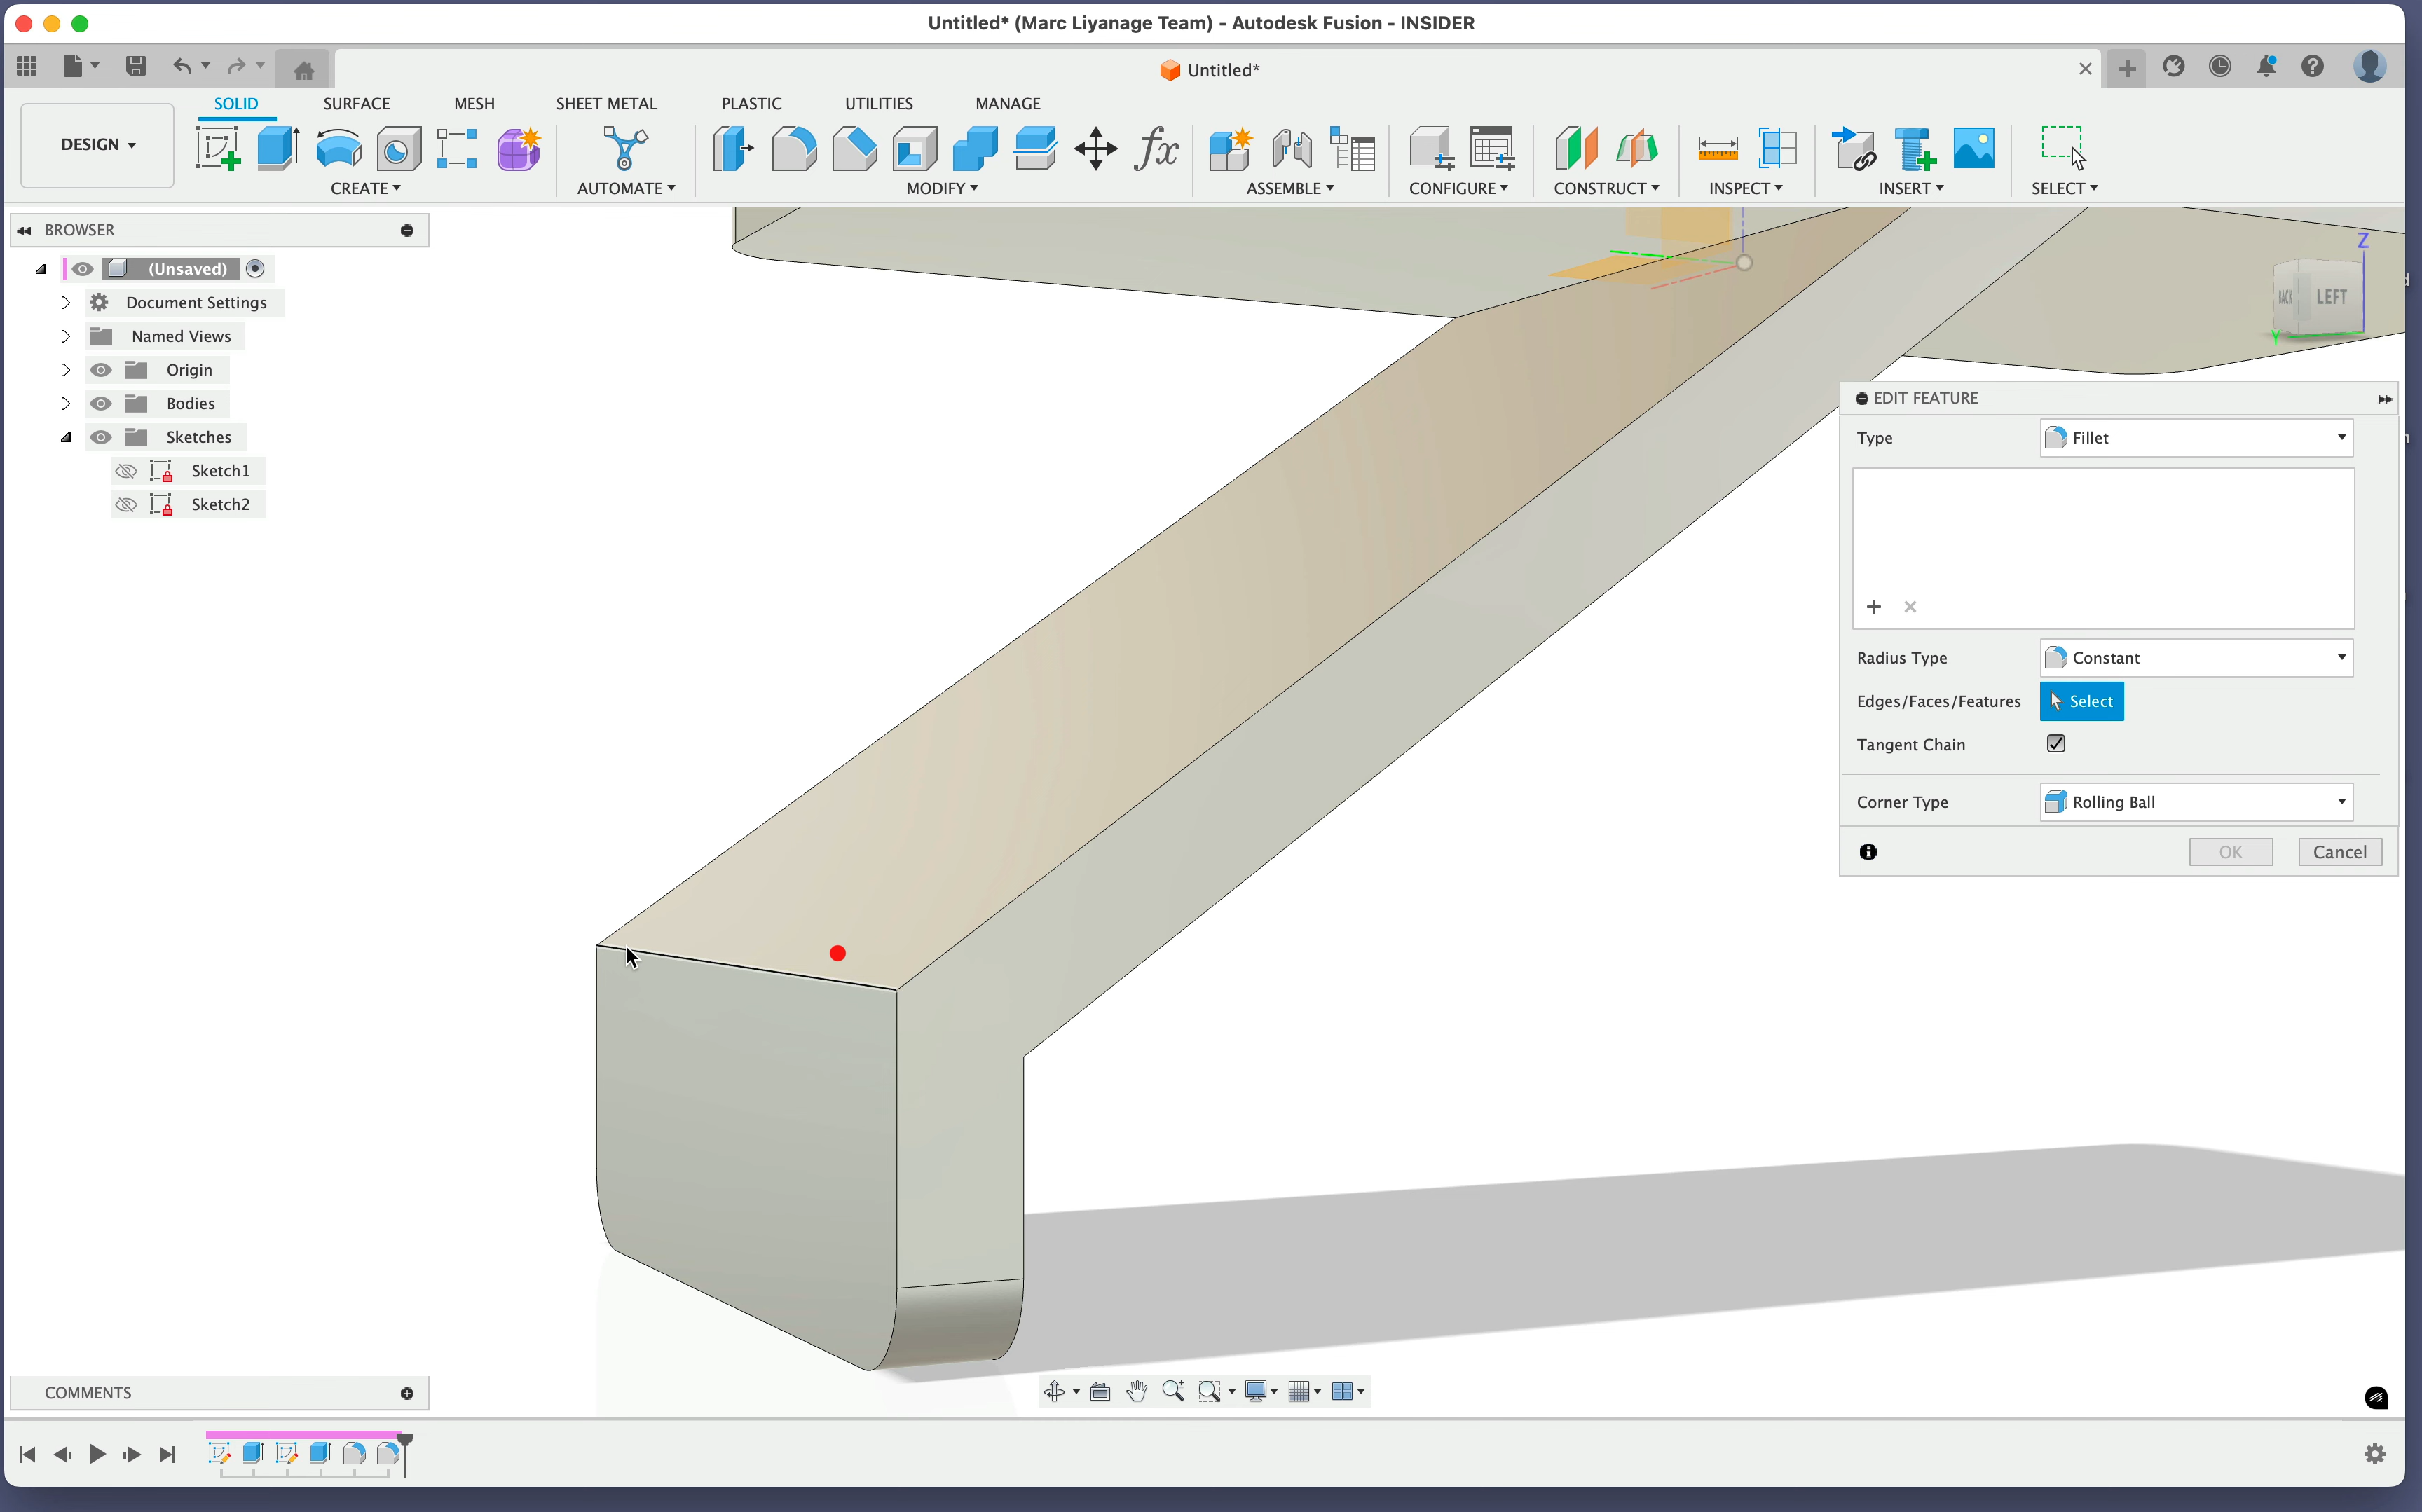 Untitled* (Marc Liyanage Team) - Autodesk Fusion - INSIDER
Untitled*
SOLID SURFACE MESH SHEET METAL PLASTIC UTILITIES MANAGE
DESIGN
CREATE AUTOMATE MODIFY ASSEMBLE CONFIGURE CONSTRUCT INSPECT INSERT SELECT
BROWSER
(Unsaved)
Document Settings
Named Views
Origin
Bodies
Sketches
Sketch1
Sketch2
Z
BACK LEFT
Y
EDIT FEATURE
Type Fillet
Radius Type Constant
Edges/Faces/Features Select
Tangent Chain
Corner Type Rolling Ball
OK Cancel
COMMENTS